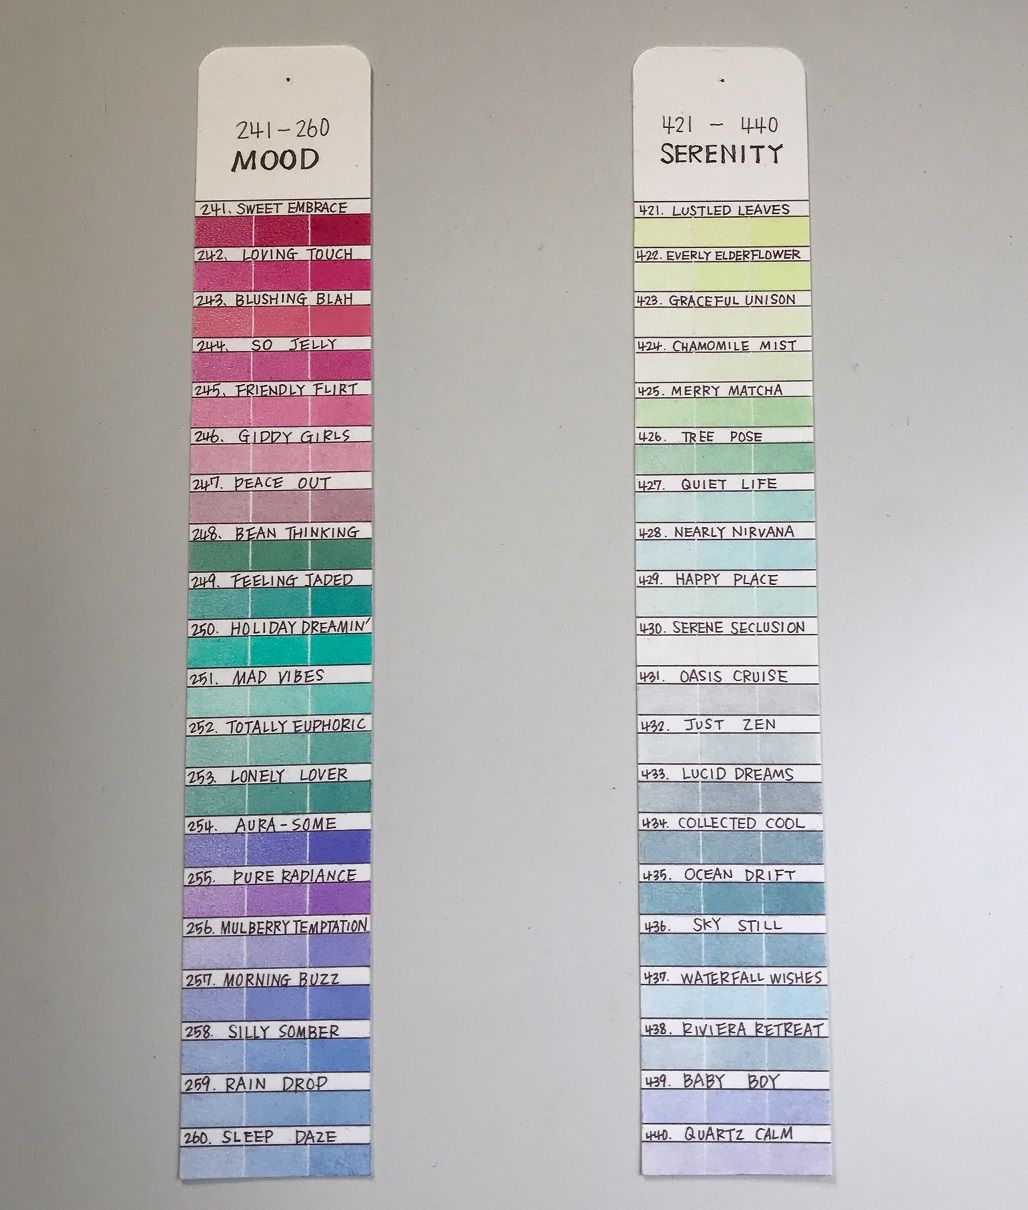 241-260
MOOD
241. SWEET EMBRACE
242. LOVING TOUCH
243. BLUSHING BLAH
244. SO JELLY
245. FRIENDLY FLIRT
246. GIDDY GIRLS
247. PEACE OUT
248. BEAN THINKING
249. FEELING JADED
250. HOLIDAY DREAMIN'
251. MAD VIBES
252. TOTALLY EUPHORIC
253. LONELY LOVER
254. AURA-SOME
255. PURE RADIANCE
256. MULBERRY TEMPTATION
257. MORNING BUZZ
258. SILLY SOMBER
259. RAIN DROP
260. SLEEP DAZE
421 - 440
SERENITY
421. LUSTLED LEAVES
422. EVERLY ELDERFLOWER
423. GRACEFUL UNISON
424. CHAMOMILE MIST
425. MERRY MATCHA
426. TREE POSE
427. QUIET LIFE
428. NEARLY NIRVANA
429. HAPPY PLACE
430. SERENE SECLUSION
431. OASIS CRUISE
432. JUST ZEN
433. LUCID DREAMS
434. COLLECTED COOL
435. OCEAN DRIFT
436. SKY STILL
437. WATERFALL WISHES
438. RIVIERA RETREAT
439. BABY BOY
440. QUARTZ CALM